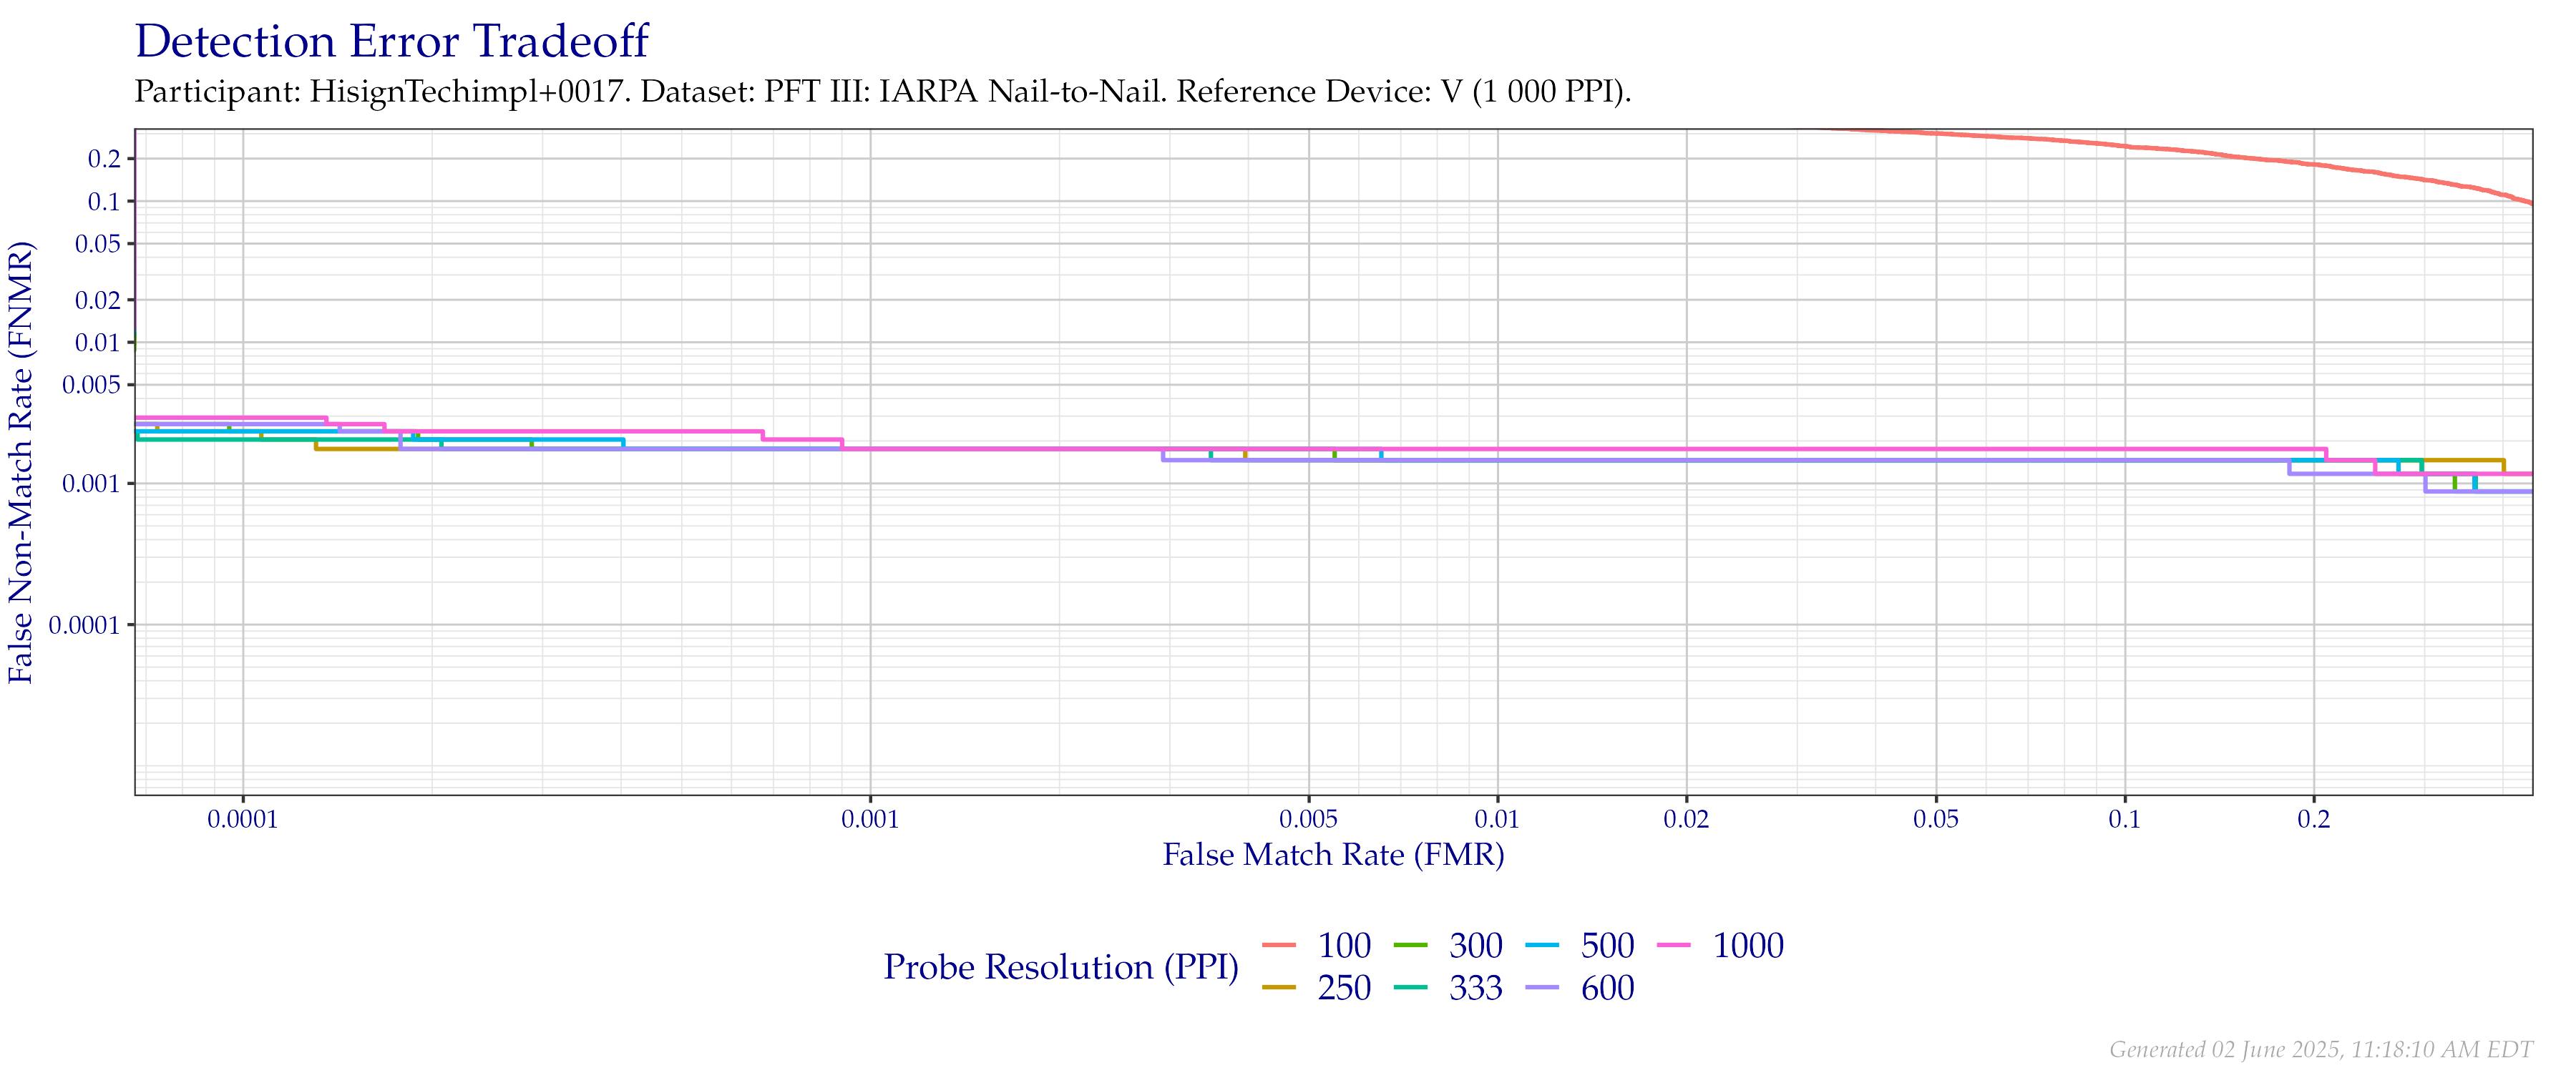 Detection Error Tradeoff
Participant: HisignTechimpl+0017. Dataset: PFT III: IARPA Nail-to-Nail. Reference Device: V (1 000 PPI).
False Non-Match Rate (FNMR)
0.2
0.1
0.05
0.02
0.01
0.005
0.001
0.0001
0.0001 0.001 0.005 0.01 0.02 0.05 0.1 0.2
False Match Rate (FMR)
Probe Resolution (PPI)
100 300 500 1000
250 333 600
Generated 02 June 2025, 11:18:10 AM EDT